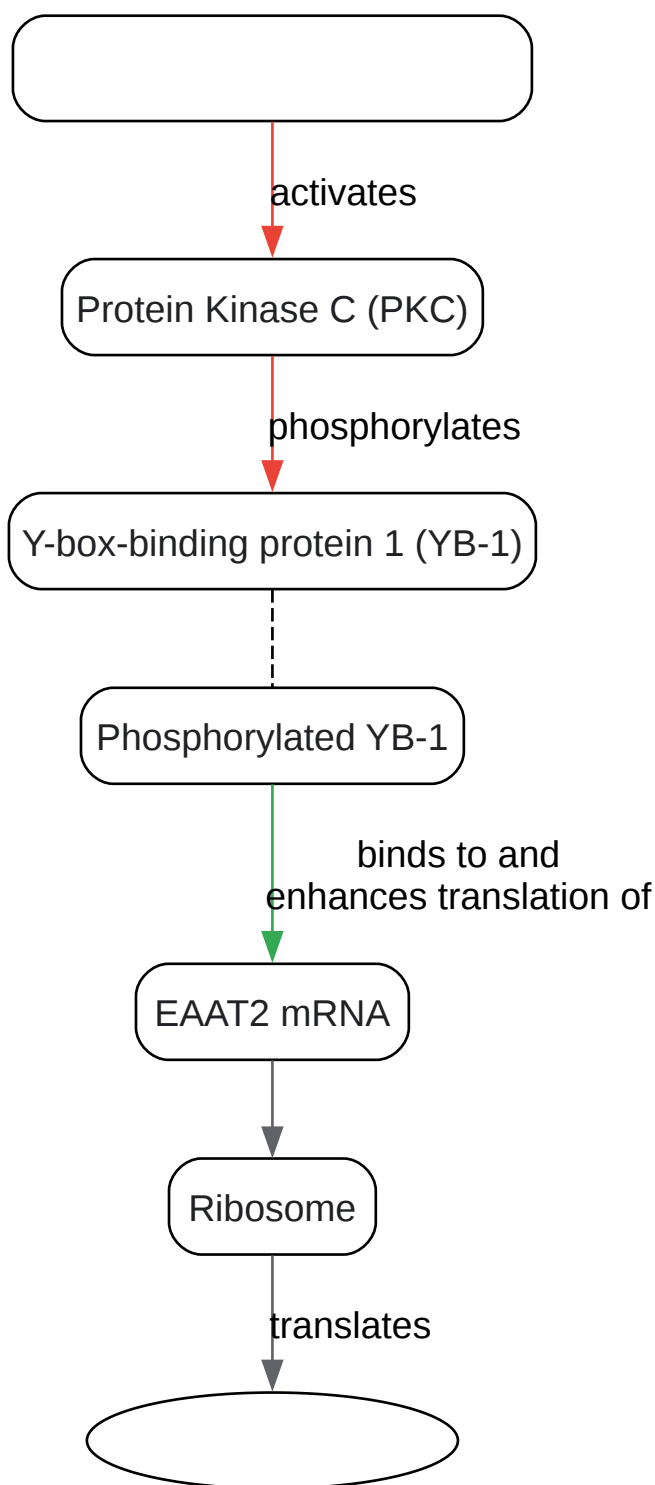 activates
Protein Kinase C (PKC)
phosphorylates
Y-box-binding protein 1 (YB-1)
Phosphorylated YB-1
binds to and
enhances translation of
EAAT2 mRNA
Ribosome
translates